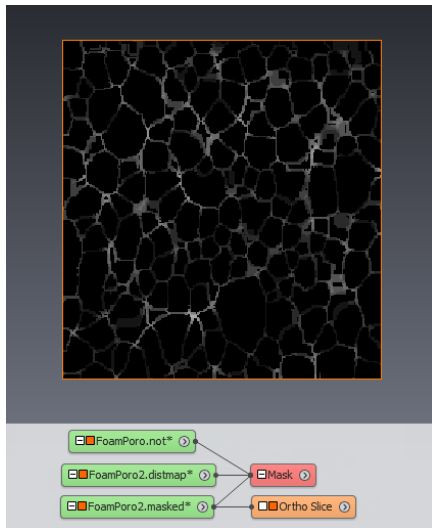 FoamPoro.not*
FoamPoro2.distmap*
Mask
FoamPoro2.masked*
Ortho Slice